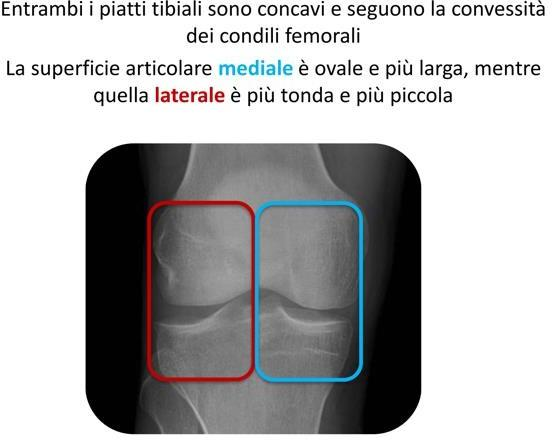 Entrambi i piatti tibiali sono concavi e seguono la convessità
dei condili femorali
La superficie articolare mediale è ovale e più larga, mentre
quella laterale è più tonda e più piccola